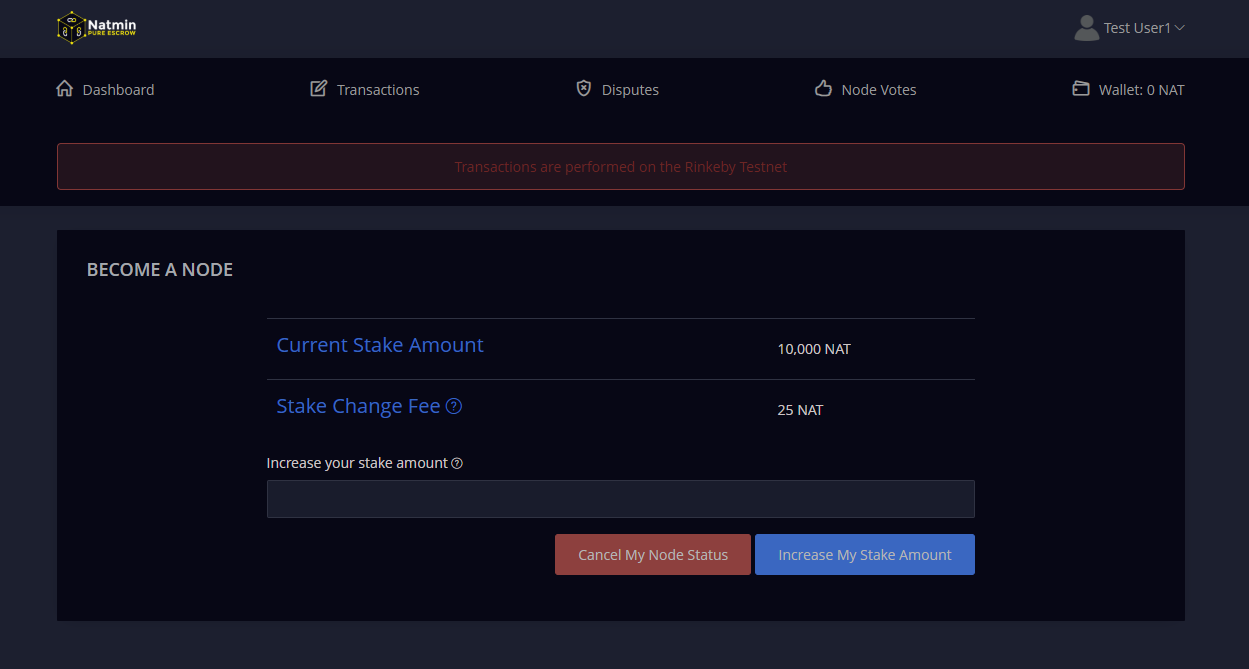 Natmin
PURE ESCROW
Test User1
Dashboard
Transactions
Disputes
Node Votes
Wallet: 0 NAT
Transactions are performed on the Rinkeby Testnet
BECOME A NODE
Current Stake Amount
10,000 NAT
Stake Change Fee ?
25 NAT
Increase your stake amount ?
Cancel My Node Status
Increase My Stake Amount